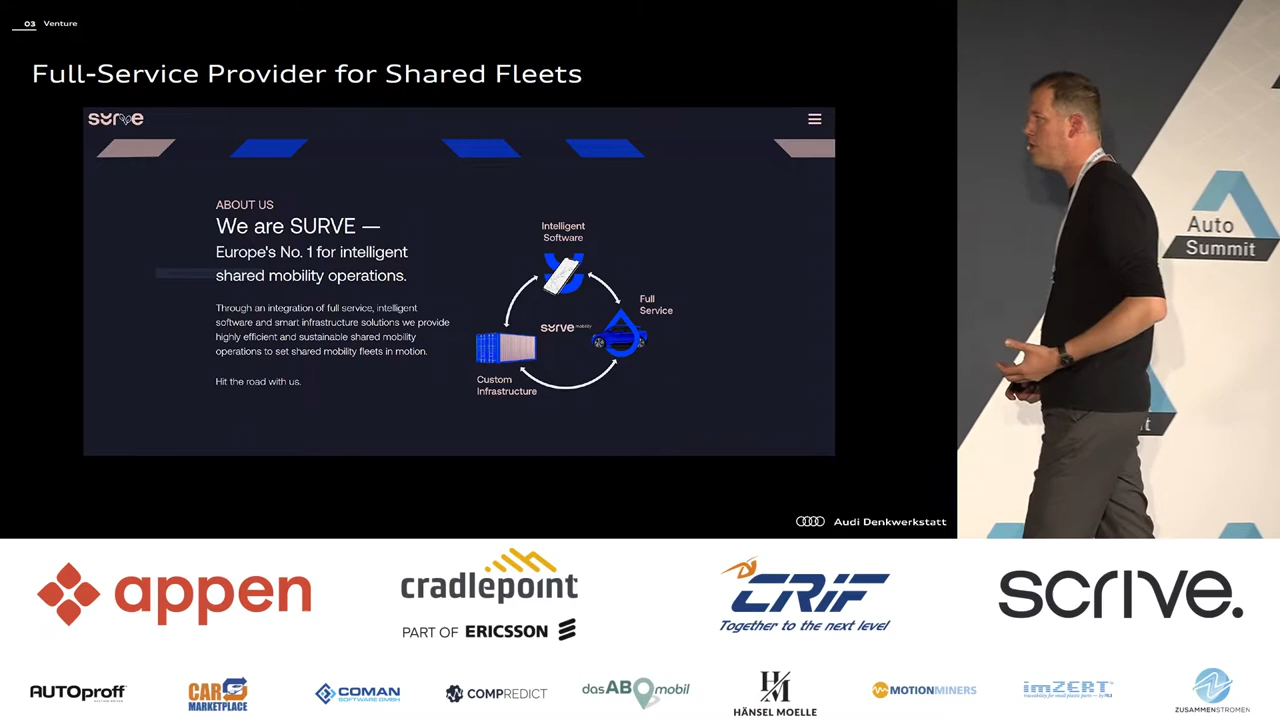 03 Venture
Full-Service Provider for Shared Fleets
surve
ABOUT US
We are SURVE —
Europe's No. 1 for intelligent
shared mobility operations.
Through an integration of full service, intelligent
software and smart infrastructure solutions we provide
highly efficient and sustainable shared mobility
operations to set shared mobility fleets in motion.
Hit the road with us.
Intelligent
Software
Full
Service
surve mobility
Custom
Infrastructure
Audi Denkwerkstatt
Auto
Summit
appen
cradlepoint
PART OF ERICSSON
CRIF
Together to the next level
scrive.
AUTOproff
CAR
MARKETPLACE
COMAN
SOFTWARE GMBH
COMPREDICT
dasABOmobil
HM
HÄNSEL MOELLE
MOTIONMINERS
imZERT
ZUSAMMENSTROMEN